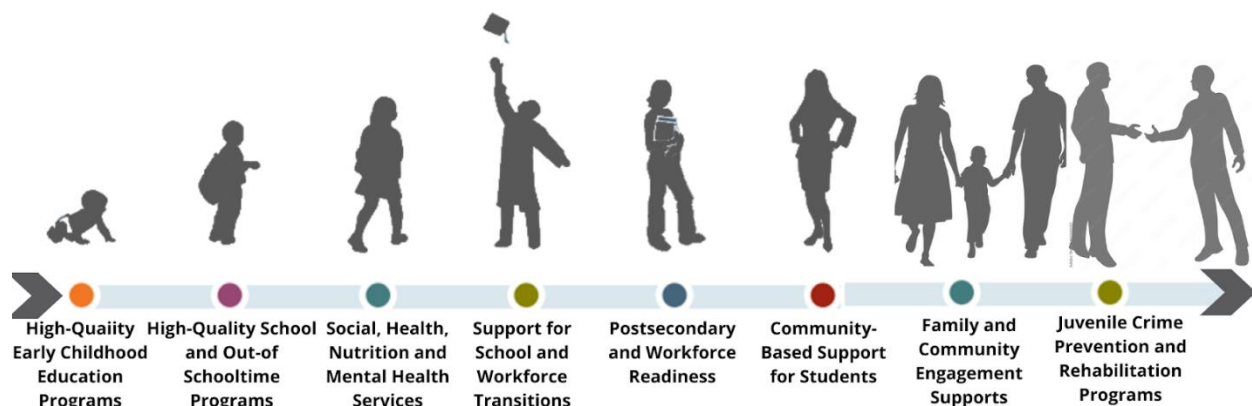 High-Quaiity
Early Childhood
Education
Programs
High-Quality School
and Out-of
Schooltime
Programs
Social, Health,
Nutrition and
Mental Health
Services
Support for
School and
Workforce
Transitions
Postsecondary
and Workforce
Readiness
Community-
Based Support
for Students
Family and
Community
Engagement
Supports
Juvenile Crime
Prevention and
Rehabilitation
Programs